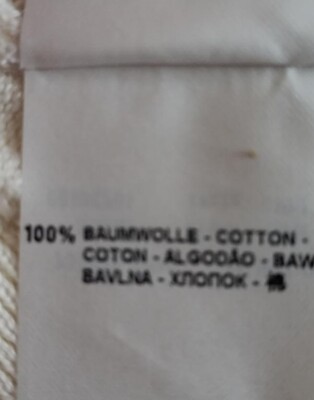 100% BAUMWOLLE - COTTON -
COTON - ALGODÃO - BAW
BAVLNA - ХЛОПОК - 棉